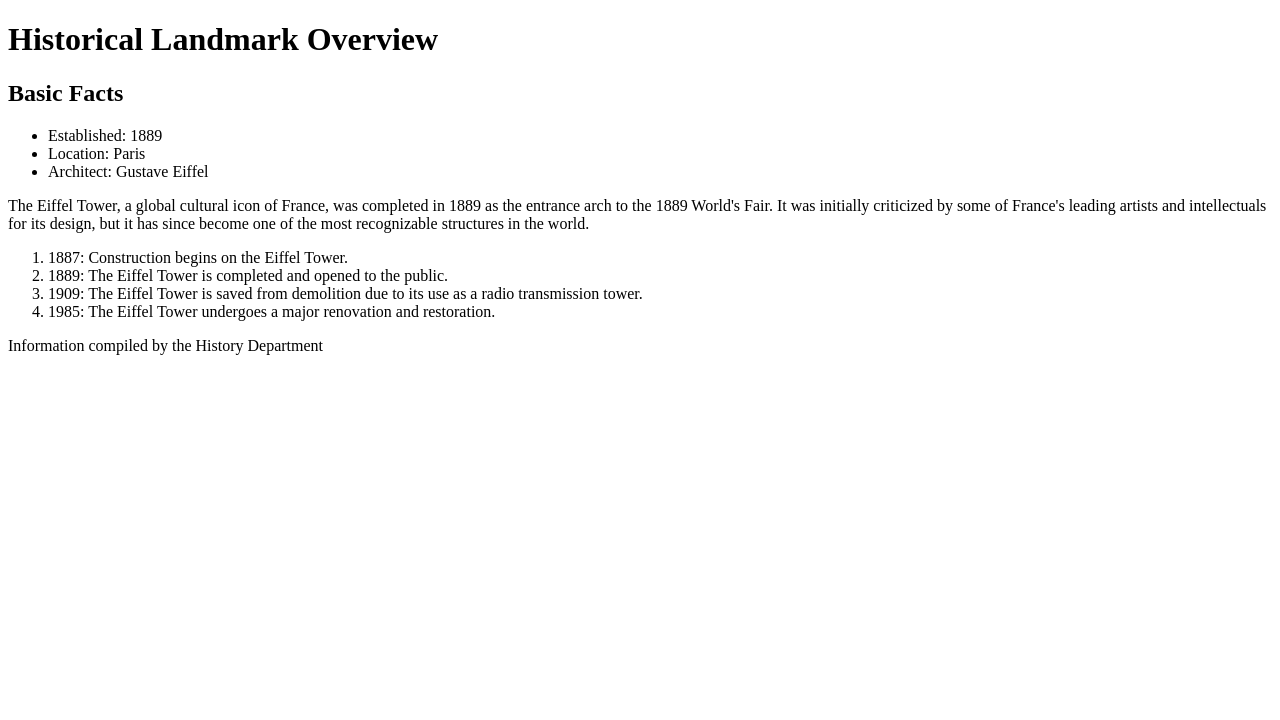 Historical Landmark Overview
Basic Facts
• Established: 1889
• Location: Paris
• Architect: Gustave Eiffel
The Eiffel Tower, a global cultural icon of France, was completed in 1889 as the entrance arch to the 1889 World's Fair. It was initially criticized by some of France's leading artists and intellectuals
for its design, but it has since become one of the most recognizable structures in the world.
1. 1887: Construction begins on the Eiffel Tower.
2. 1889: The Eiffel Tower is completed and opened to the public.
3. 1909: The Eiffel Tower is saved from demolition due to its use as a radio transmission tower.
4. 1985: The Eiffel Tower undergoes a major renovation and restoration.
Information compiled by the History Department